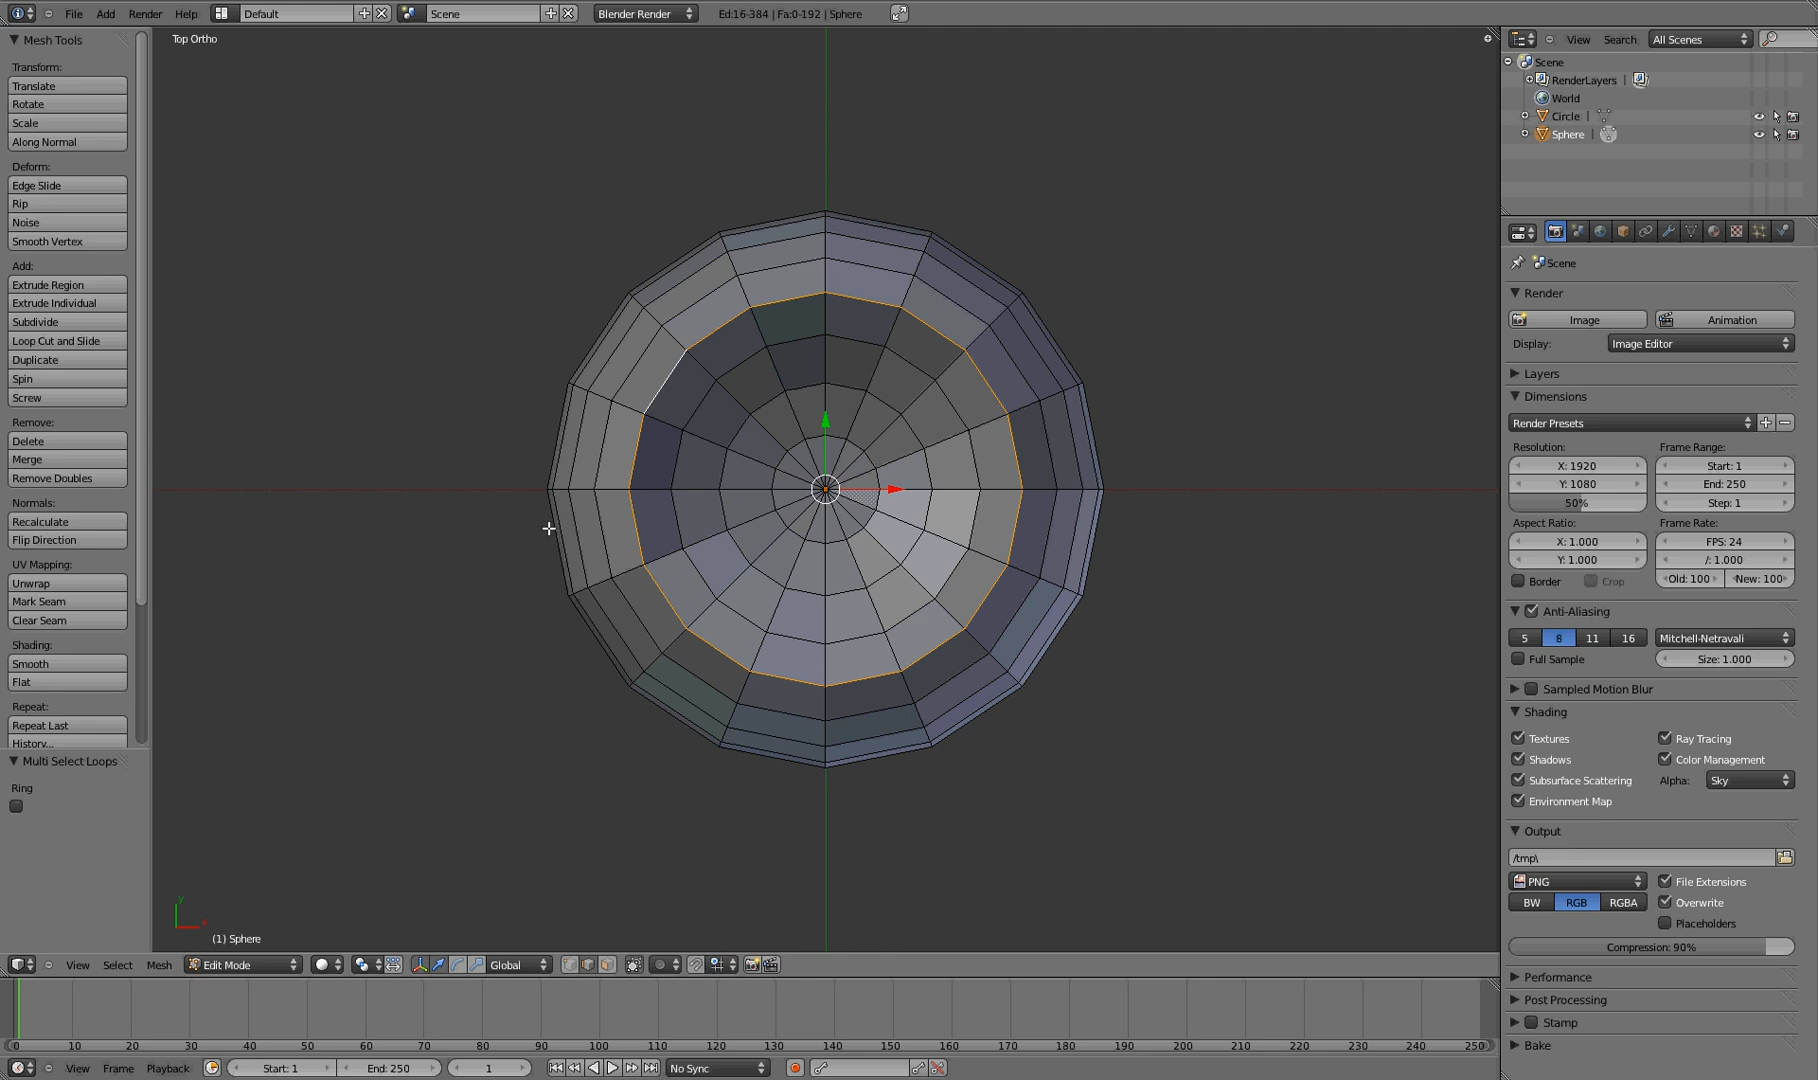 File Add Render Help Default Scene Blender Render Ed:16-384 | Fa:0-192 | Sphere
Mesh Tools
Transform:
Translate
Rotate
Scale
Along Normal
Deform:
Edge Slide
Rip
Noise
Smooth Vertex
Add:
Extrude Region
Extrude Individual
Subdivide
Loop Cut and Slide
Duplicate
Spin
Screw
Remove:
Delete
Merge
Remove Doubles
Normals:
Recalculate
Flip Direction
UV Mapping:
Unwrap
Mark Seam
Clear Seam
Shading:
Smooth
Flat
Repeat:
Repeat Last
History...
Multi Select Loops
Ring
Top Ortho
y
(1) Sphere
View Select Mesh Edit Mode Global
0 10 20 30 40 50 60 70 80 90 100 110 120 130 140 150 160 170 180 190 200 210 220 230 240 250
View Frame Playback Start: 1 End: 250 1 No Sync
View Search All Scenes
Scene
RenderLayers |
World
Circle |
Sphere |
Scene
Render
Image Animation
Display: Image Editor
Layers
Dimensions
Render Presets
Resolution: Frame Range:
X: 1920 Start: 1
Y: 1080 End: 250
50% Step: 1
Aspect Ratio: Frame Rate:
X: 1.000 FPS: 24
Y: 1.000 /: 1.000
Border Crop Old: 100 New: 100
Anti-Aliasing
5 8 11 16 Mitchell-Netravali
Full Sample Size: 1.000
Sampled Motion Blur
Shading
Textures Ray Tracing
Shadows Color Management
Subsurface Scattering Alpha: Sky
Environment Map
Output
/tmp\
PNG File Extensions
BW RGB RGBA Overwrite
Placeholders
Compression: 90%
Performance
Post Processing
Stamp
Bake